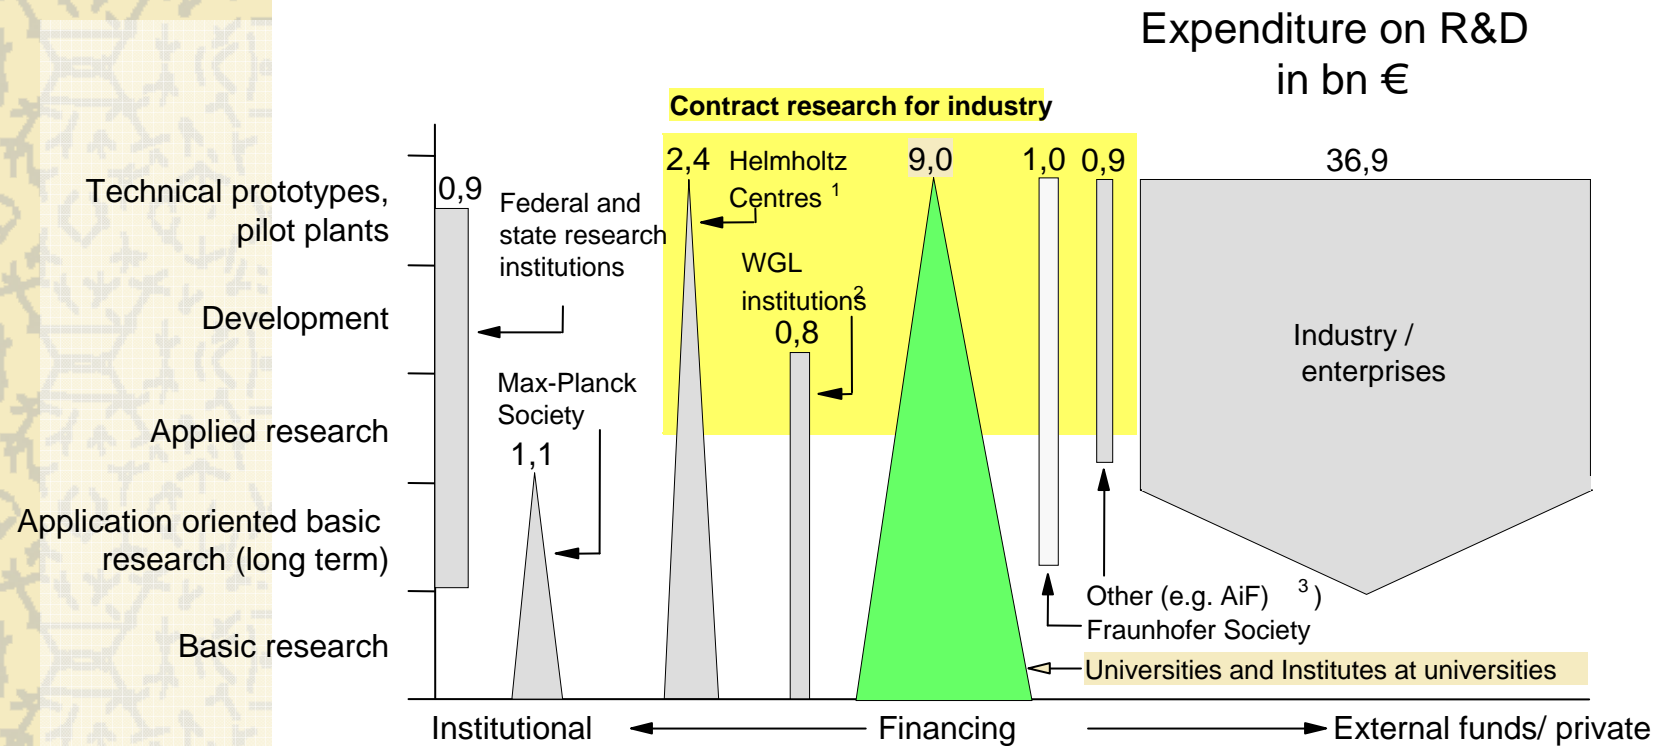 Expenditure on R&D
in bn €
Contract research for industry
Technical prototypes,
pilot plants
Development
Applied research
Application oriented basic
research (long term)
Basic research
0,9
Federal and
state research
institutions
Max-Planck
Society
1,1
2,4
Helmholtz
Centres 1
WGL
institutions2
0,8
9,0
1,0
0,9
36,9
Industry /
enterprises
Other (e.g. AiF) 3 )
Fraunhofer Society
Universities and Institutes at universities
Institutional
Financing
External funds/ private